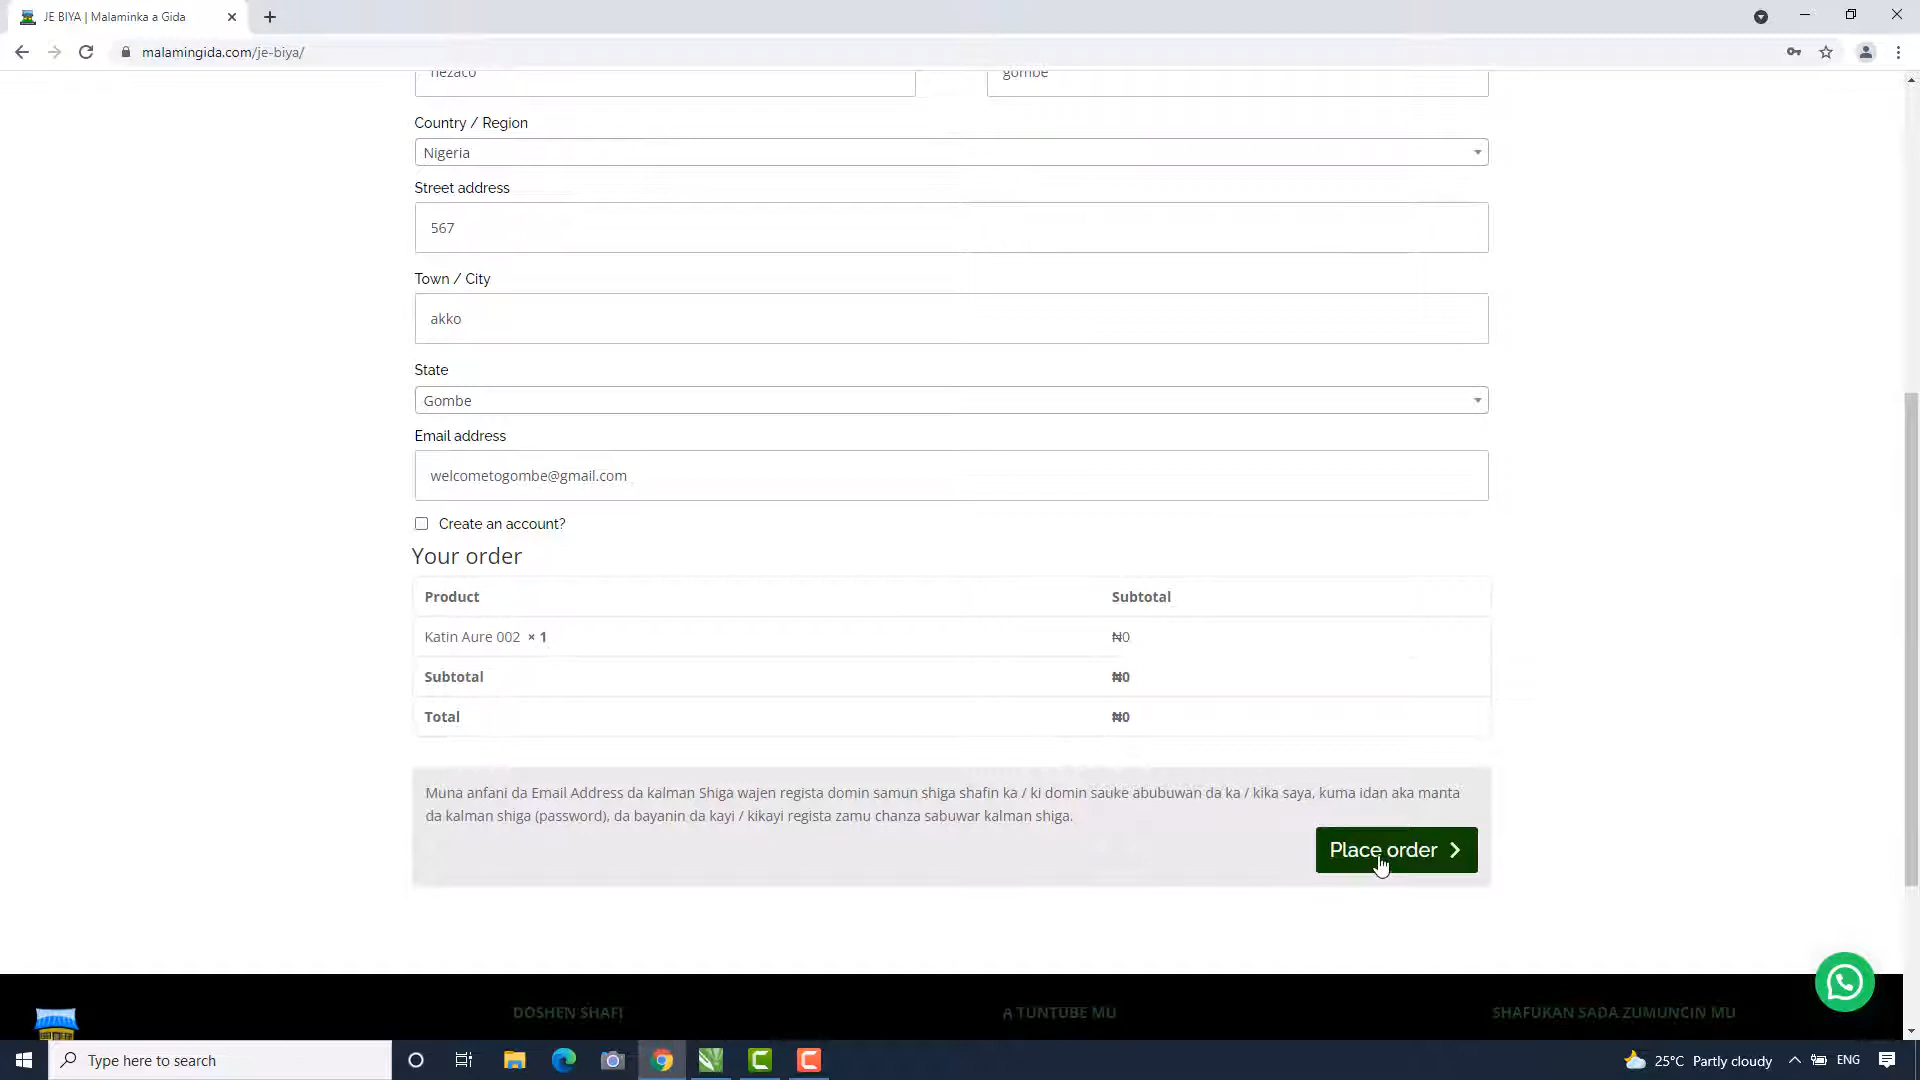 JE BIYA | Malaminka a Gida
malamingida.com/je-biya/
nezaco
gombe
Country / Region
Nigeria
Street address
567
Town / City
akko
State
Gombe
Email address
welcometogombe@gmail.com
Create an account?
Your order
Product Subtotal
Katin Aure 002 × 1 ₦0
Subtotal ₦0
Total ₦0
Muna anfani da Email Address da kalman Shiga wajen regista domin samun shiga shafin ka / ki domin sauke abubuwan da ka / kika saya, kuma idan aka manta
da kalman shiga (password), da bayanin da kayi / kikayi regista zamu chanza sabuwar kalman shiga.
Place order
DOSHEN SHAFI
A TUNTUBE MU
SHAFUKAN SADA ZUMUNCIN MU
Type here to search
25°C Partly cloudy
ENG